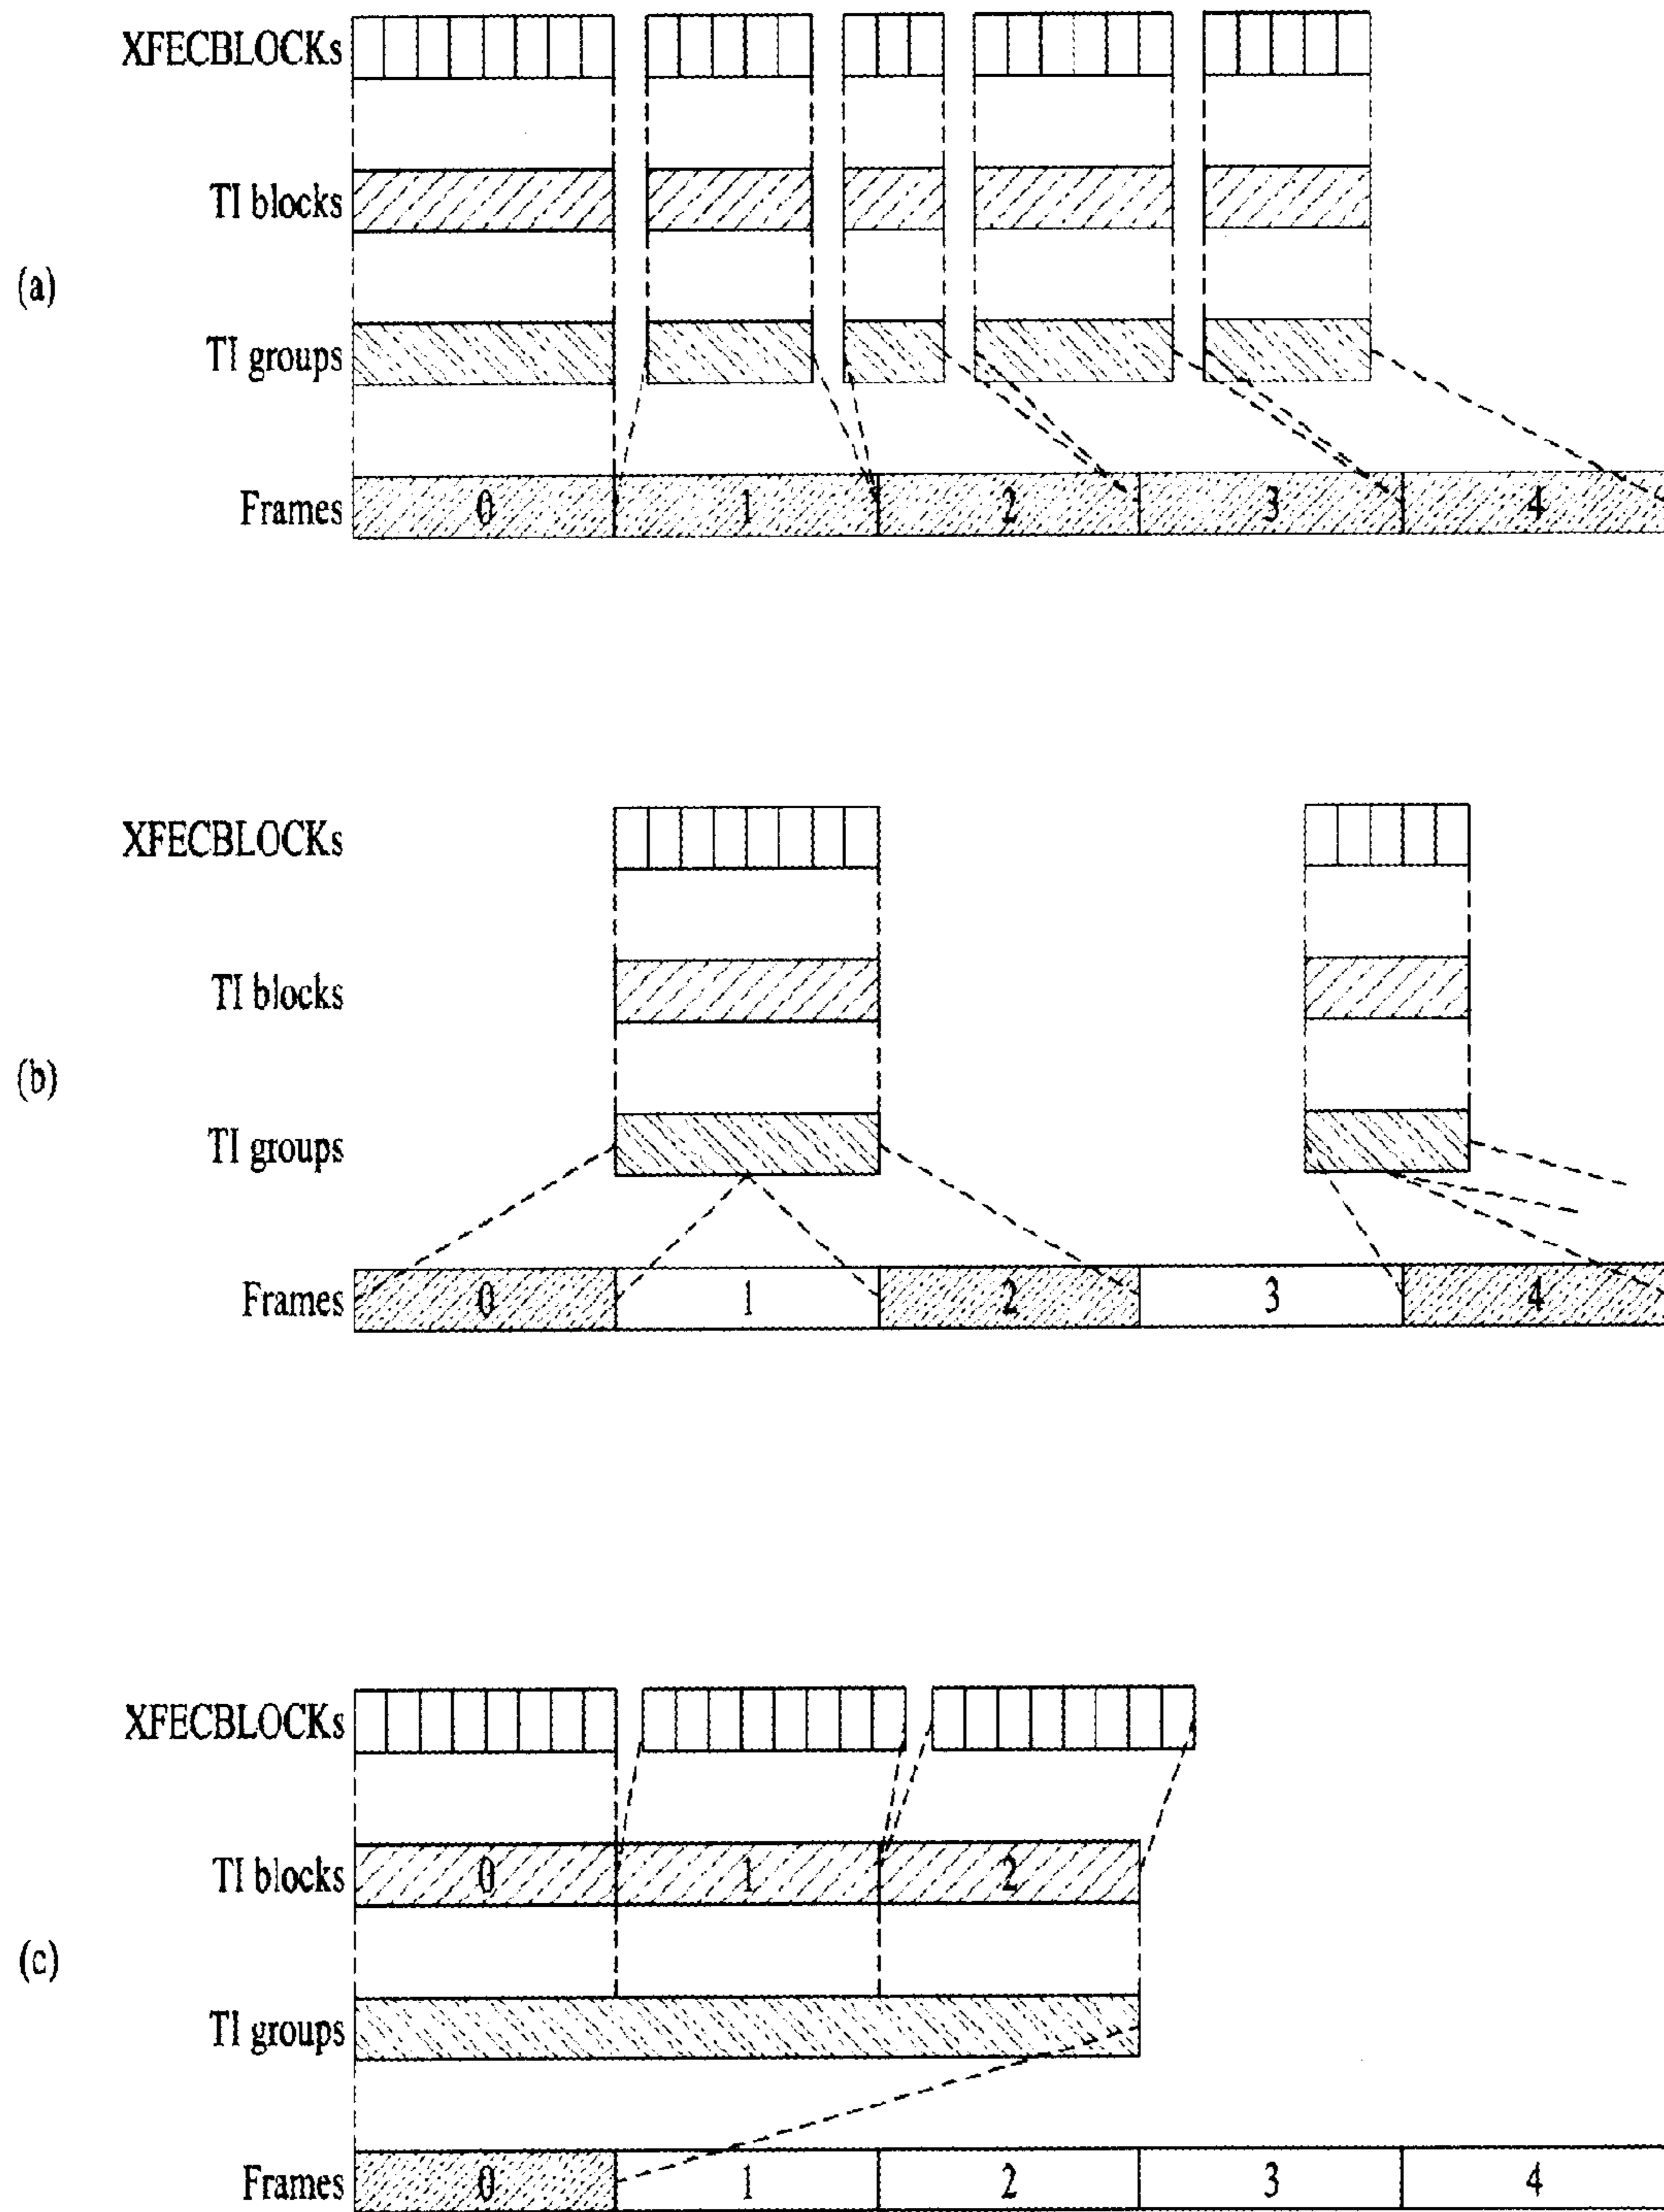 XFECBLOCKs
TI blocks
(a)
TI groups
Frames 0 1 2 3 4
XFECBLOCKs
TI blocks
(b)
TI groups
Frames 0 1 2 3 4
XFECBLOCKs
TI blocks 0 1 2
(c)
TI groups
Frames 0 1 2 3 4